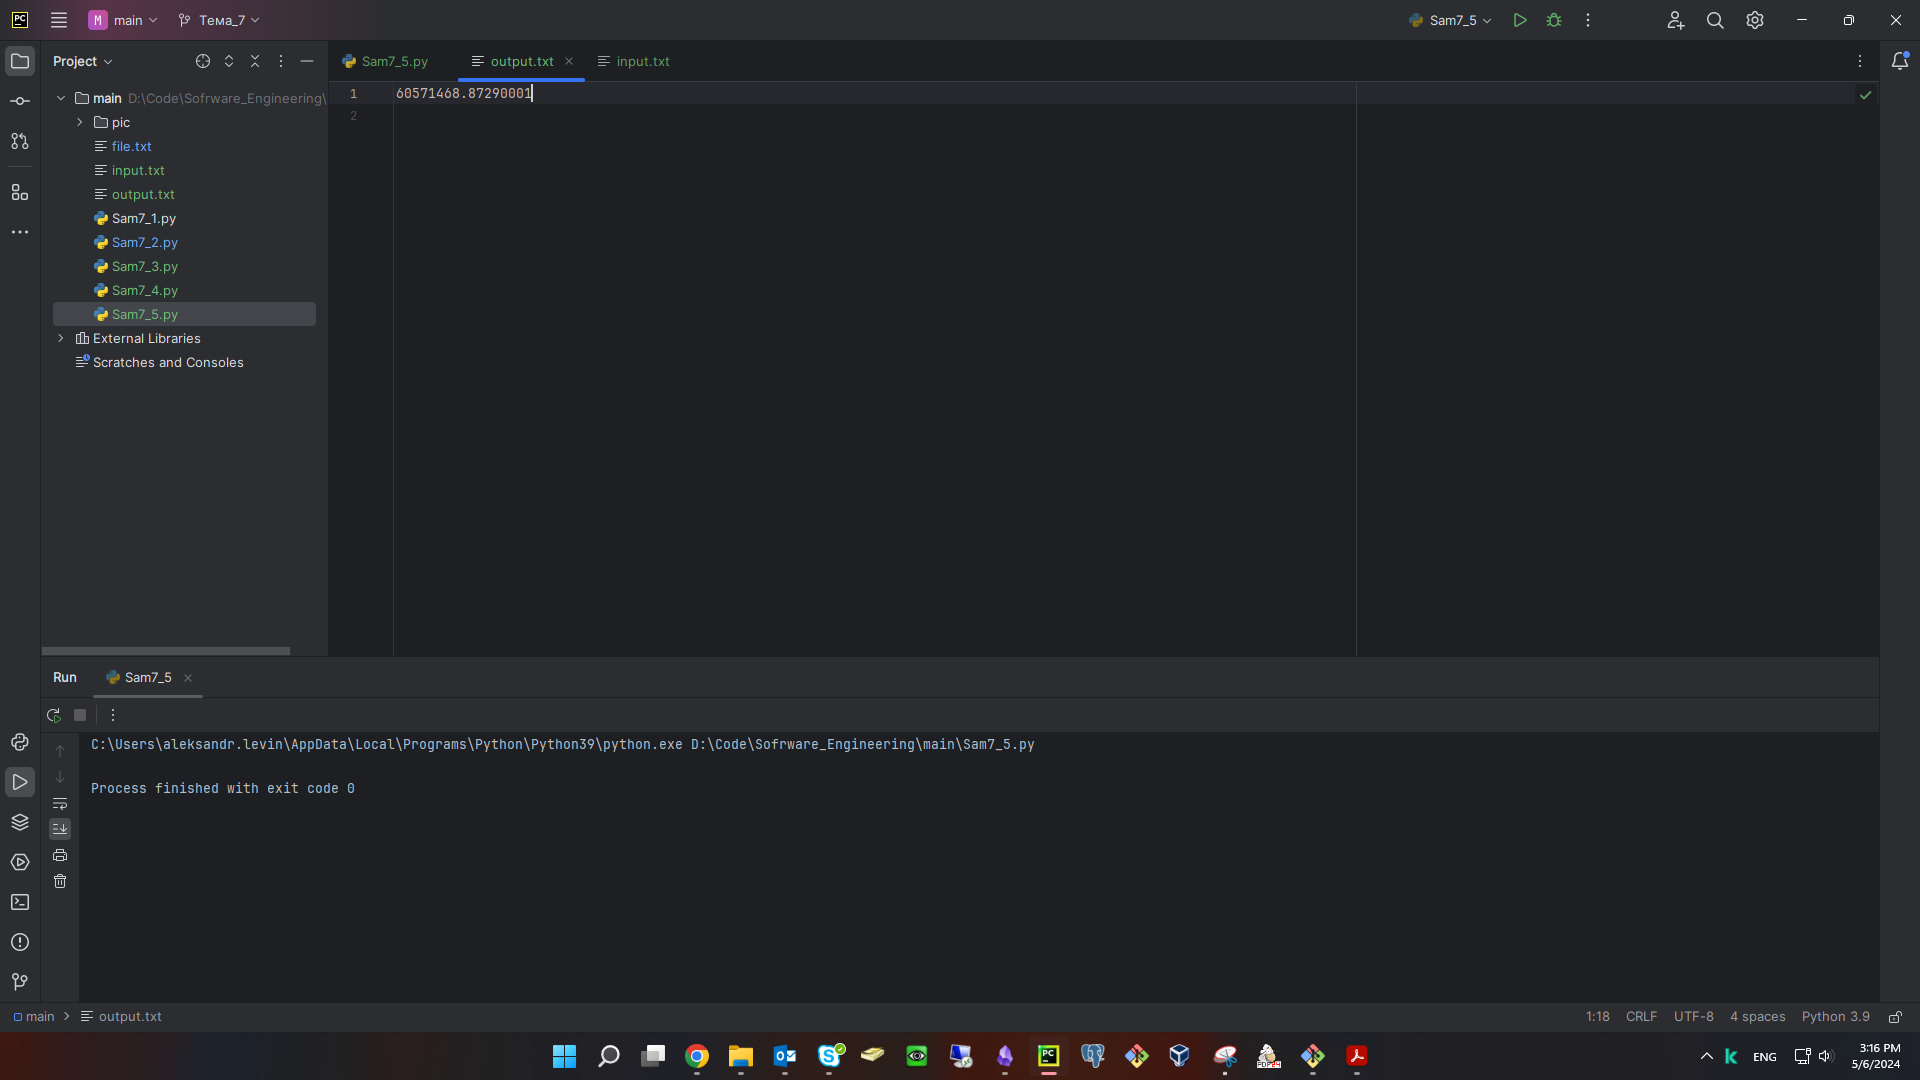 PC
M main Тема_7
Sam7_5
Project
Sam7_5.py output.txt input.txt
main D:\Code\Sofrware_Engineering\
pic
file.txt
input.txt
output.txt
Sam7_1.py
Sam7_2.py
Sam7_3.py
Sam7_4.py
Sam7_5.py
External Libraries
Scratches and Consoles
1 60571468.87290001
2
Run Sam7_5
C:\Users\aleksandr.levin\AppData\Local\Programs\Python\Python39\python.exe D:\Code\Sofrware_Engineering\main\Sam7_5.py
Process finished with exit code 0
main > output.txt
1:18 CRLF UTF-8 4 spaces Python 3.9
PC
PDF24
ENG
3:16 PM
5/6/2024